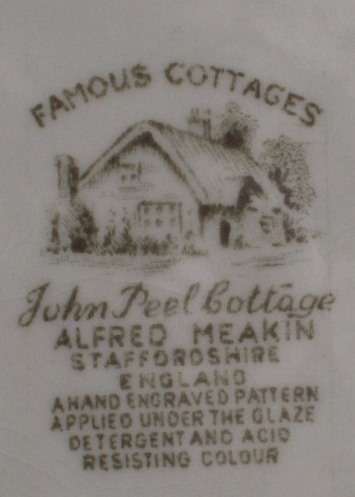 FAMOUS COTTAGES
John Peel Cottage
ALFRED MEAKIN
STAFFORDSHIRE
ENGLAND
A HAND ENGRAVED PATTERN
APPLIED UNDER THE GLAZE
DETERGENT AND ACID
RESISTING COLOUR